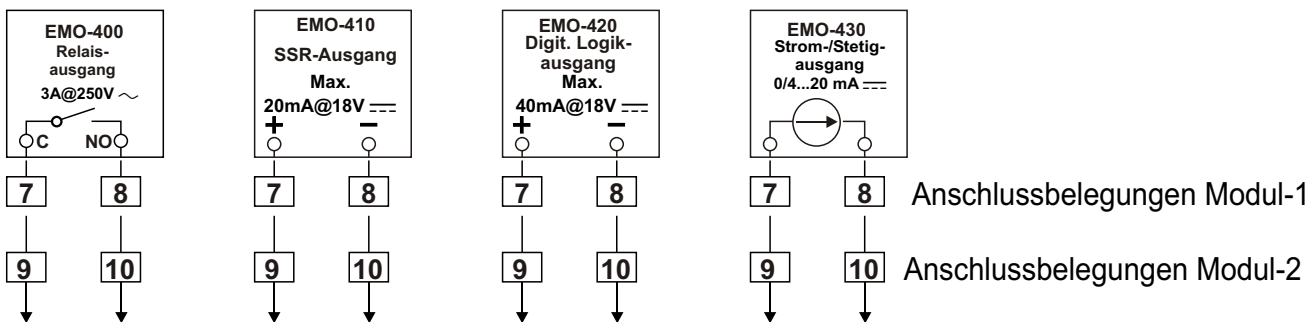 EMO-400
Relais-
ausgang
3A@250V ~
C NO
EMO-410
SSR-Ausgang
Max.
20mA@18V
+ −
EMO-420
Digit. Logik-
ausgang
Max.
40mA@18V
+ −
EMO-430
Strom-/Stetig-
ausgang
0/4...20 mA
7 8 7 8 7 8 7 8 Anschlussbelegungen Modul-1
9 10 9 10 9 10 9 10 Anschlussbelegungen Modul-2